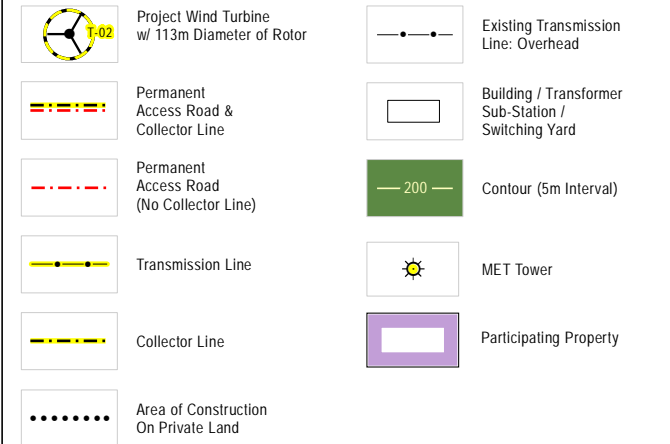 T-02
Project Wind Turbine
w/ 113m Diameter of Rotor
Permanent
Access Road &
Collector Line
Permanent
Access Road
(No Collector Line)
Transmission Line
Collector Line
Area of Construction
On Private Land
Existing Transmission
Line: Overhead
Building / Transformer
Sub-Station /
Switching Yard
200
Contour (5m Interval)
MET Tower
Participating Property